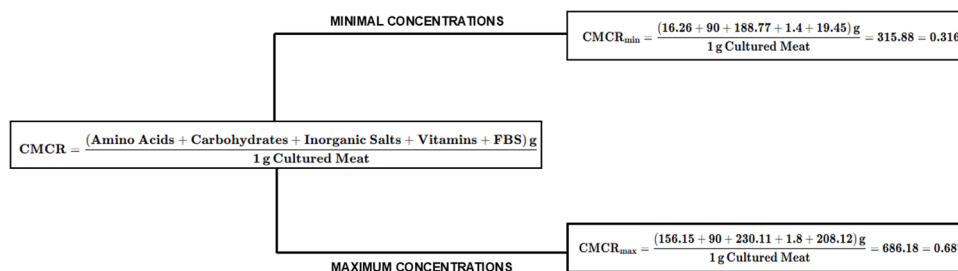 MINIMAL CONCENTRATIONS
CMCR_min = (16.26 + 90 + 188.77 + 1.4 + 19.45) g / 1 g Cultured Meat = 315.88 = 0.316
CMCR = (Amino Acids + Carbohydrates + Inorganic Salts + Vitamins + FBS) g / 1 g Cultured Meat
CMCR_max = (156.15 + 90 + 230.11 + 1.8 + 208.12) g / 1 g Cultured Meat = 686.18 = 0.68
MAXIMUM CONCENTRATIONS